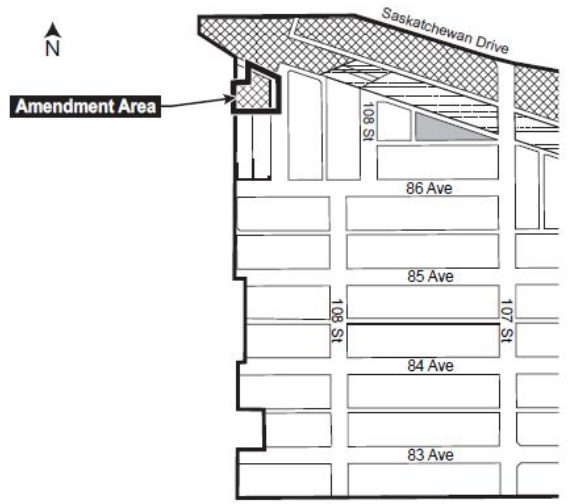 Saskatchewan Drive
N
Amendment Area
108 St
86 Ave
85 Ave
108 St
107 St
84 Ave
83 Ave